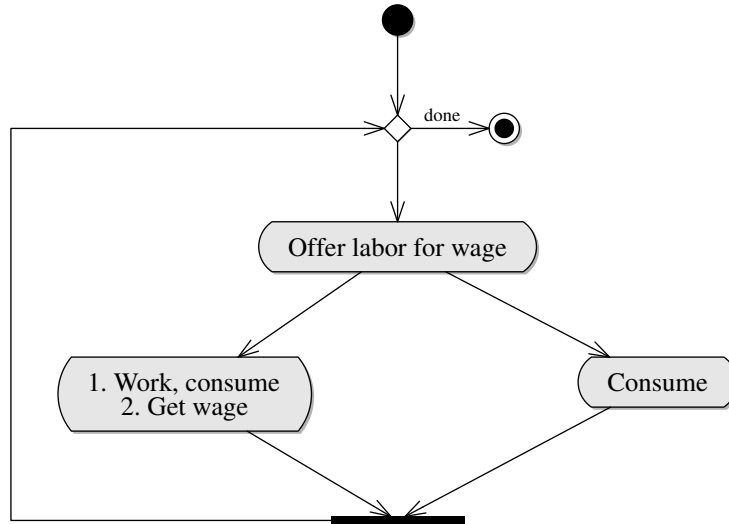 done
Offer labor for wage
1. Work, consume
2. Get wage
Consume